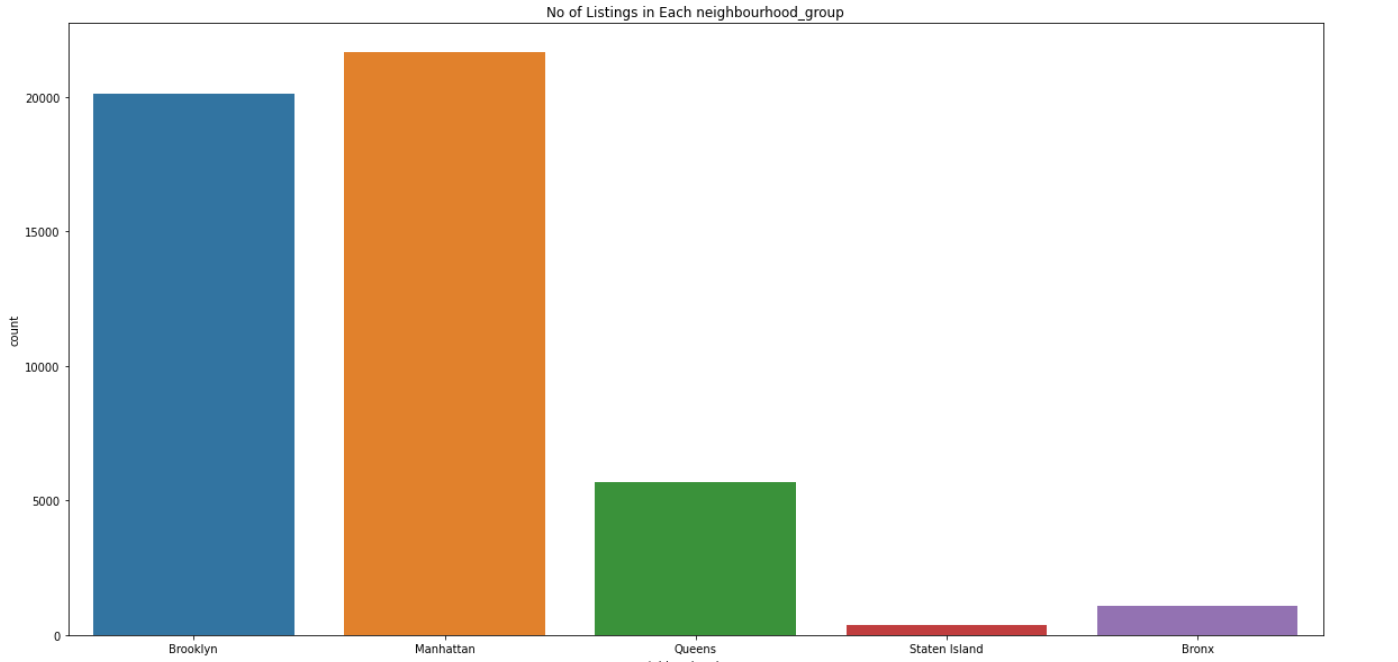 No of Listings in Each neighbourhood_group
20000
15000
10000
5000
0
count
Brooklyn
Manhattan
Queens
Staten Island
Bronx